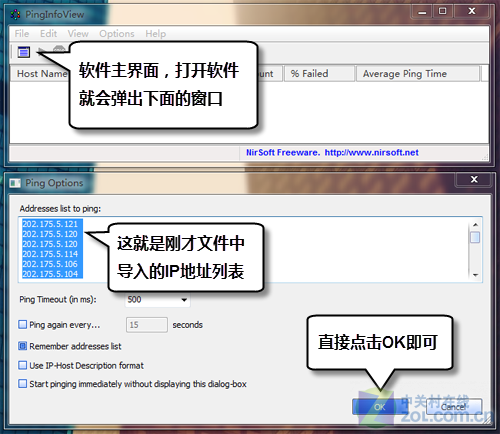 PingInfoView
File Edit View Options Help
Host Name
ount
% Failed
Average Ping Time
软件主界面，打开软件
就会弹出下面的窗口
NirSoft Freeware. http://www.nirsoft.net
Ping Options
Addresses list to ping:
202.175.5.121
202.175.5.120
202.175.5.120
202.175.5.114
202.175.5.106
202.175.5.104
这就是刚才文件中
导入的IP地址列表
Ping Timeout (in ms): 500
Ping again every... 15 seconds
Remember addresses list
Use IP-Host Description format
Start pinging immediately without displaying this dialog-box
直接点击OK即可
OK
Cancel
中关村在线
zol.com.cn